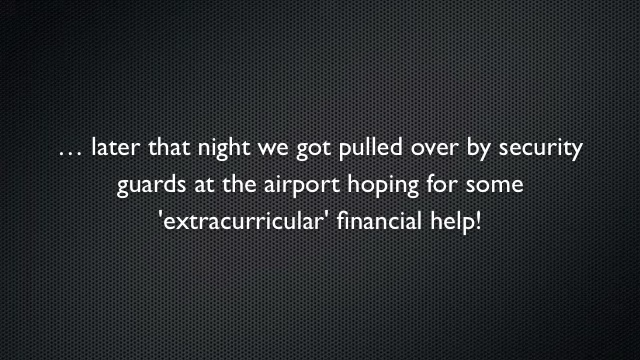 … later that night we got pulled over by security
guards at the airport hoping for some
'extracurricular' financial help!